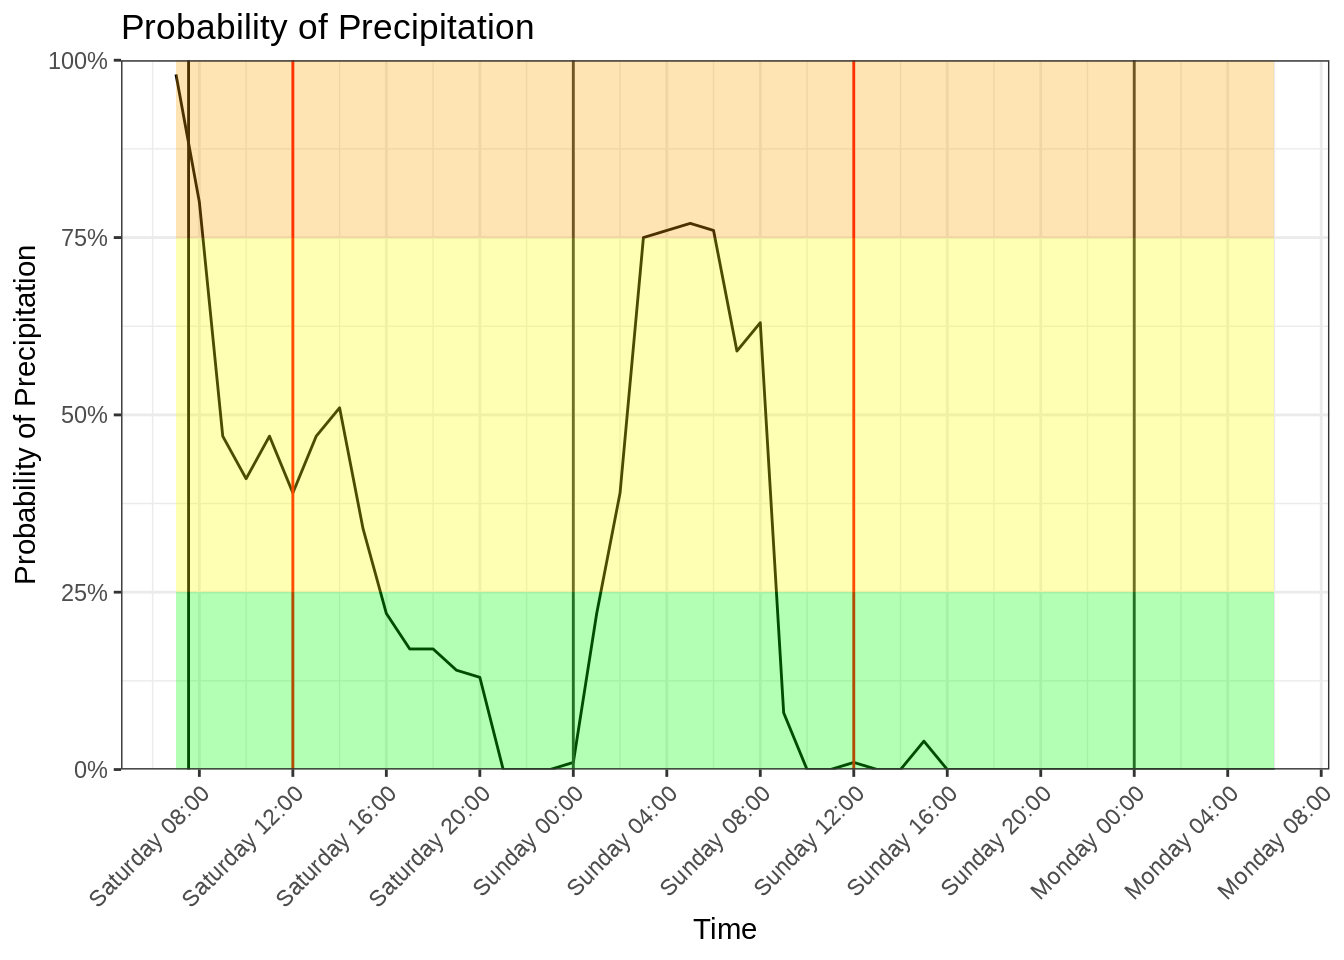 Probability of Precipitation
Probability of Precipitation
100%
75%
50%
25%
0%
Saturday 08:00
Saturday 12:00
Saturday 16:00
Saturday 20:00
Sunday 00:00
Sunday 04:00
Sunday 08:00
Sunday 12:00
Sunday 16:00
Sunday 20:00
Monday 00:00
Monday 04:00
Monday 08:00
Time